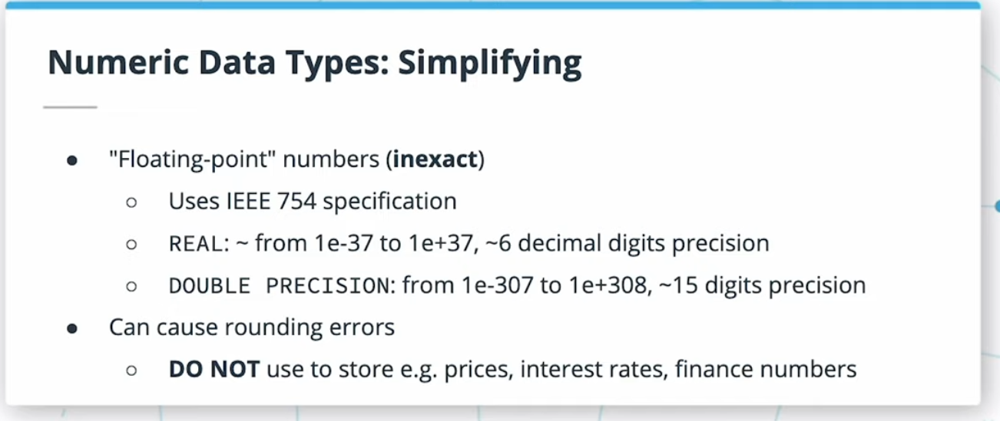 Numeric Data Types: Simplifying
● "Floating-point" numbers (inexact)
○ Uses IEEE 754 specification
○ REAL: ~ from 1e-37 to 1e+37, ~6 decimal digits precision
○ DOUBLE PRECISION: from 1e-307 to 1e+308, ~15 digits precision
● Can cause rounding errors
○ DO NOT use to store e.g. prices, interest rates, finance numbers